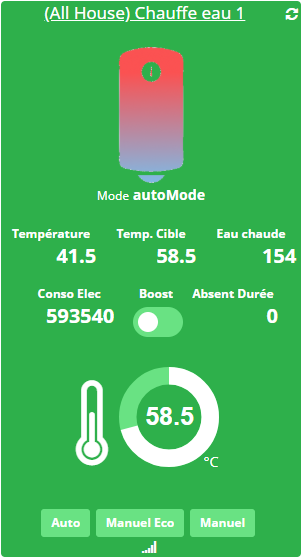 (All House) Chauffe eau 1
Mode autoMode
Température Temp. Cible Eau chaude
41.5 58.5 154
Conso Elec Boost Absent Durée
593540 0
58.5
°C
Auto Manuel Eco Manuel